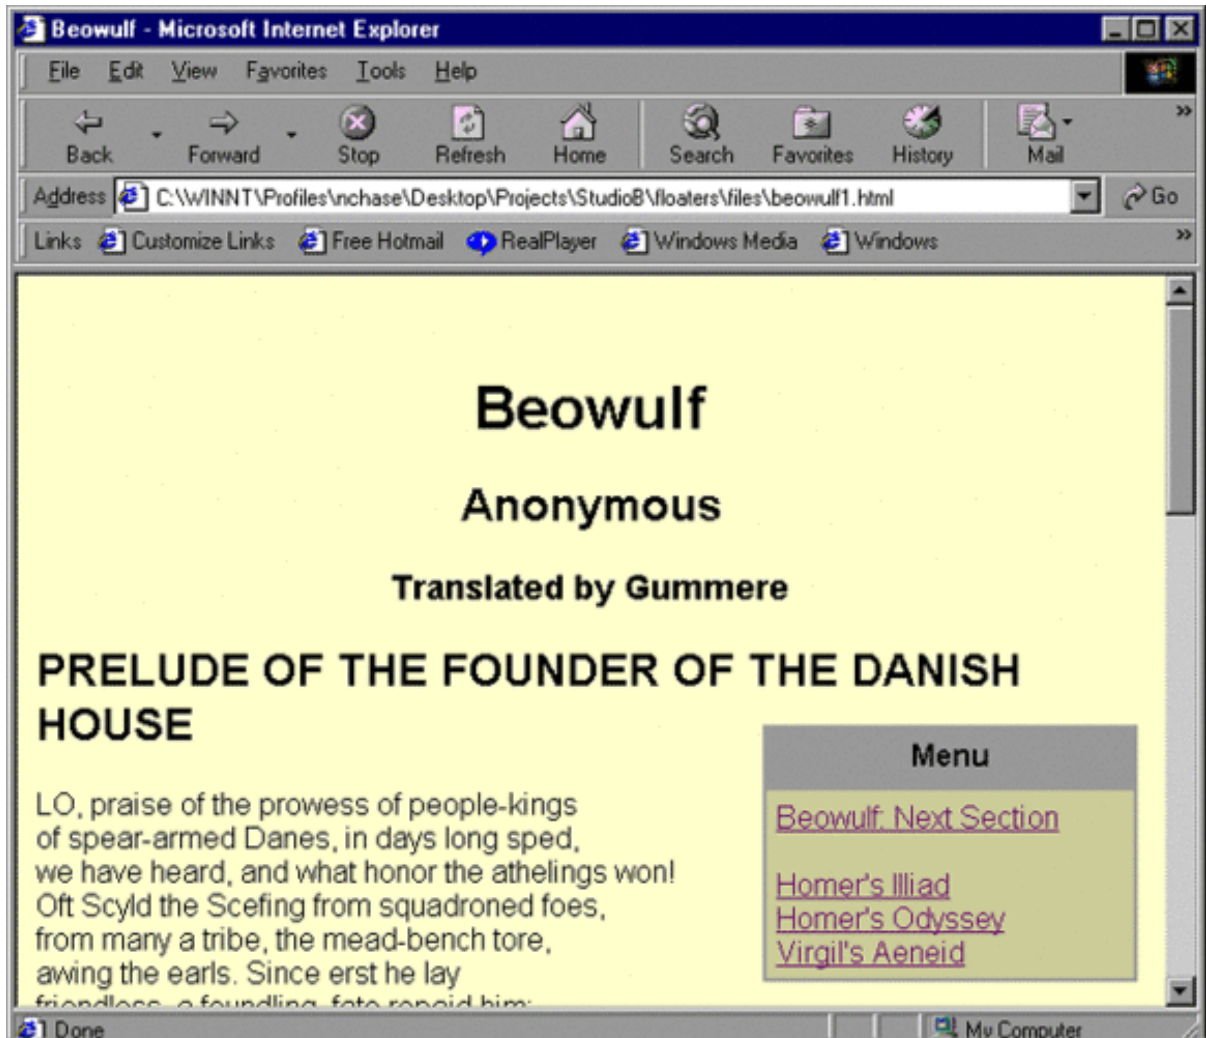 Beowulf - Microsoft Internet Explorer
File Edit View Favorites Tools Help
Back Forward Stop Refresh Home Search Favorites History Mail
Address C:\WINNT\Profiles\nchase\Desktop\Projects\StudioB\floaters\files\beowulf1.html Go
Links Customize Links Free Hotmail RealPlayer Windows Media Windows
Beowulf
Anonymous
Translated by Gummere
PRELUDE OF THE FOUNDER OF THE DANISH
HOUSE
LO, praise of the prowess of people-kings
of spear-armed Danes, in days long sped,
we have heard, and what honor the athelings won!
Oft Scyld the Scefing from squadroned foes,
from many a tribe, the mead-bench tore,
awing the earls. Since erst he lay
friendless, a foundling, fate repaid him:
Menu
Beowulf: Next Section
Homer's Illiad
Homer's Odyssey
Virgil's Aeneid
Done My Computer